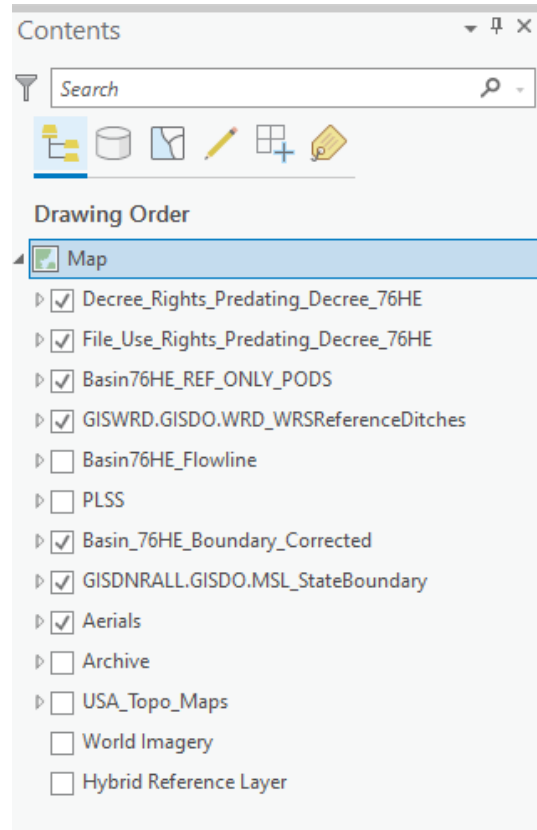 Contents
Search
Drawing Order
Map
Decree_Rights_Predating_Decree_76HE
File_Use_Rights_Predating_Decree_76HE
Basin76HE_REF_ONLY_PODS
GISWRD.GISDO.WRD_WRSReferenceDitches
Basin76HE_Flowline
PLSS
Basin_76HE_Boundary_Corrected
GISDNRALL.GISDO.MSL_StateBoundary
Aerials
Archive
USA_Topo_Maps
World Imagery
Hybrid Reference Layer